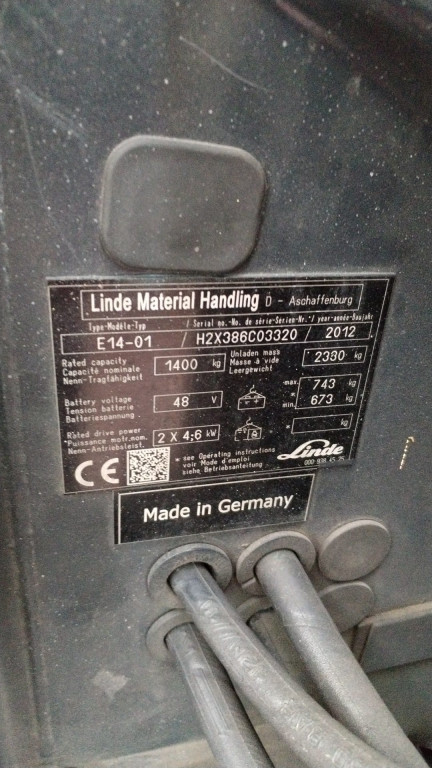 Linde Material Handling D - Aschaffenburg
Type-Modèle-Typ / Serial no.-No. de série-Serien-Nr. / year-année-Baujahr
E14-01 / H2X386C03320 / 2012
Rated capacity
Capacité nominale
Nenn-Tragfähigkeit
1400 kg
Unladen mass
Masse à vide
Leergewicht
2330 kg
Battery voltage
Tension batterie
Batteriespannung
48 V
max. 743 kg
* min. 673 kg
Rated drive power
*Puissance motr.nom.
Nenn-Antriebsleist.
2 X 4,6 kW
* kg
CE
* see Operating instructions
voir Mode d'emploi
siehe Betriebsanleitung
Linde
Made in Germany